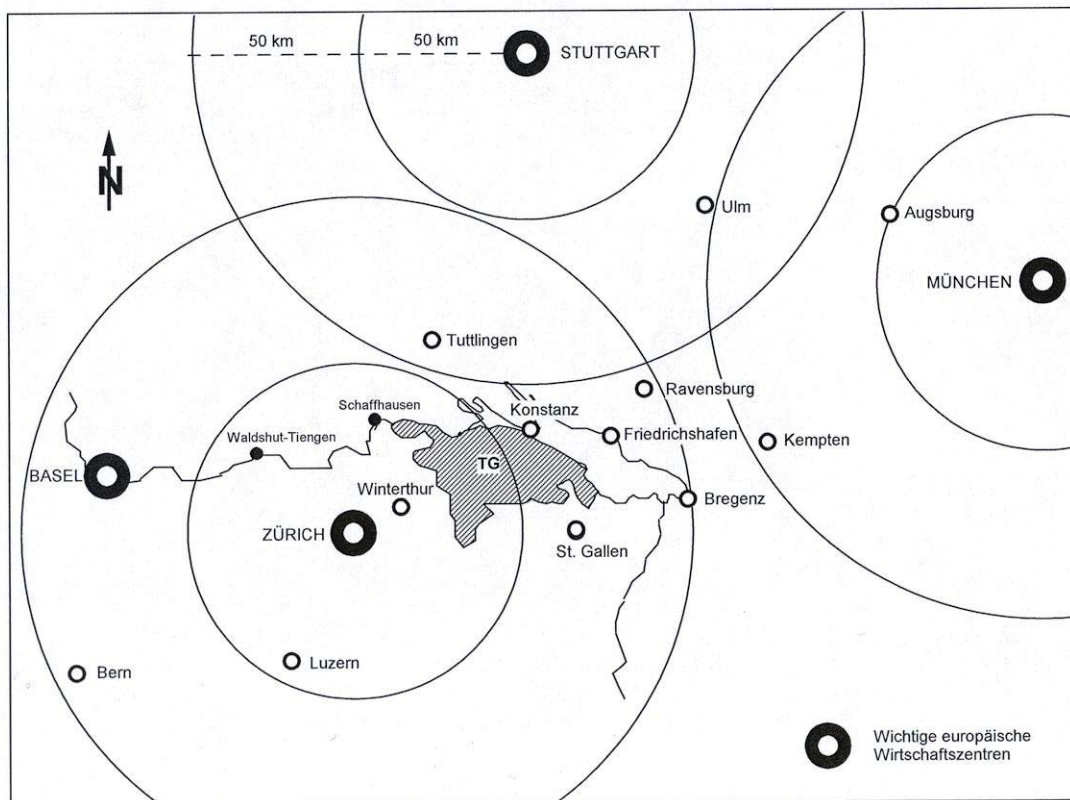 50 km
50 km
STUTTGART
N
Ulm
Augsburg
MÜNCHEN
Tuttlingen
Ravensburg
Schaffhausen
Konstanz
Waldshut-Tiengen
Friedrichshafen
Kempten
TG
BASEL
Winterthur
Bregenz
ZÜRICH
St. Gallen
Luzern
Bern
Wichtige europäische
Wirtschaftszentren